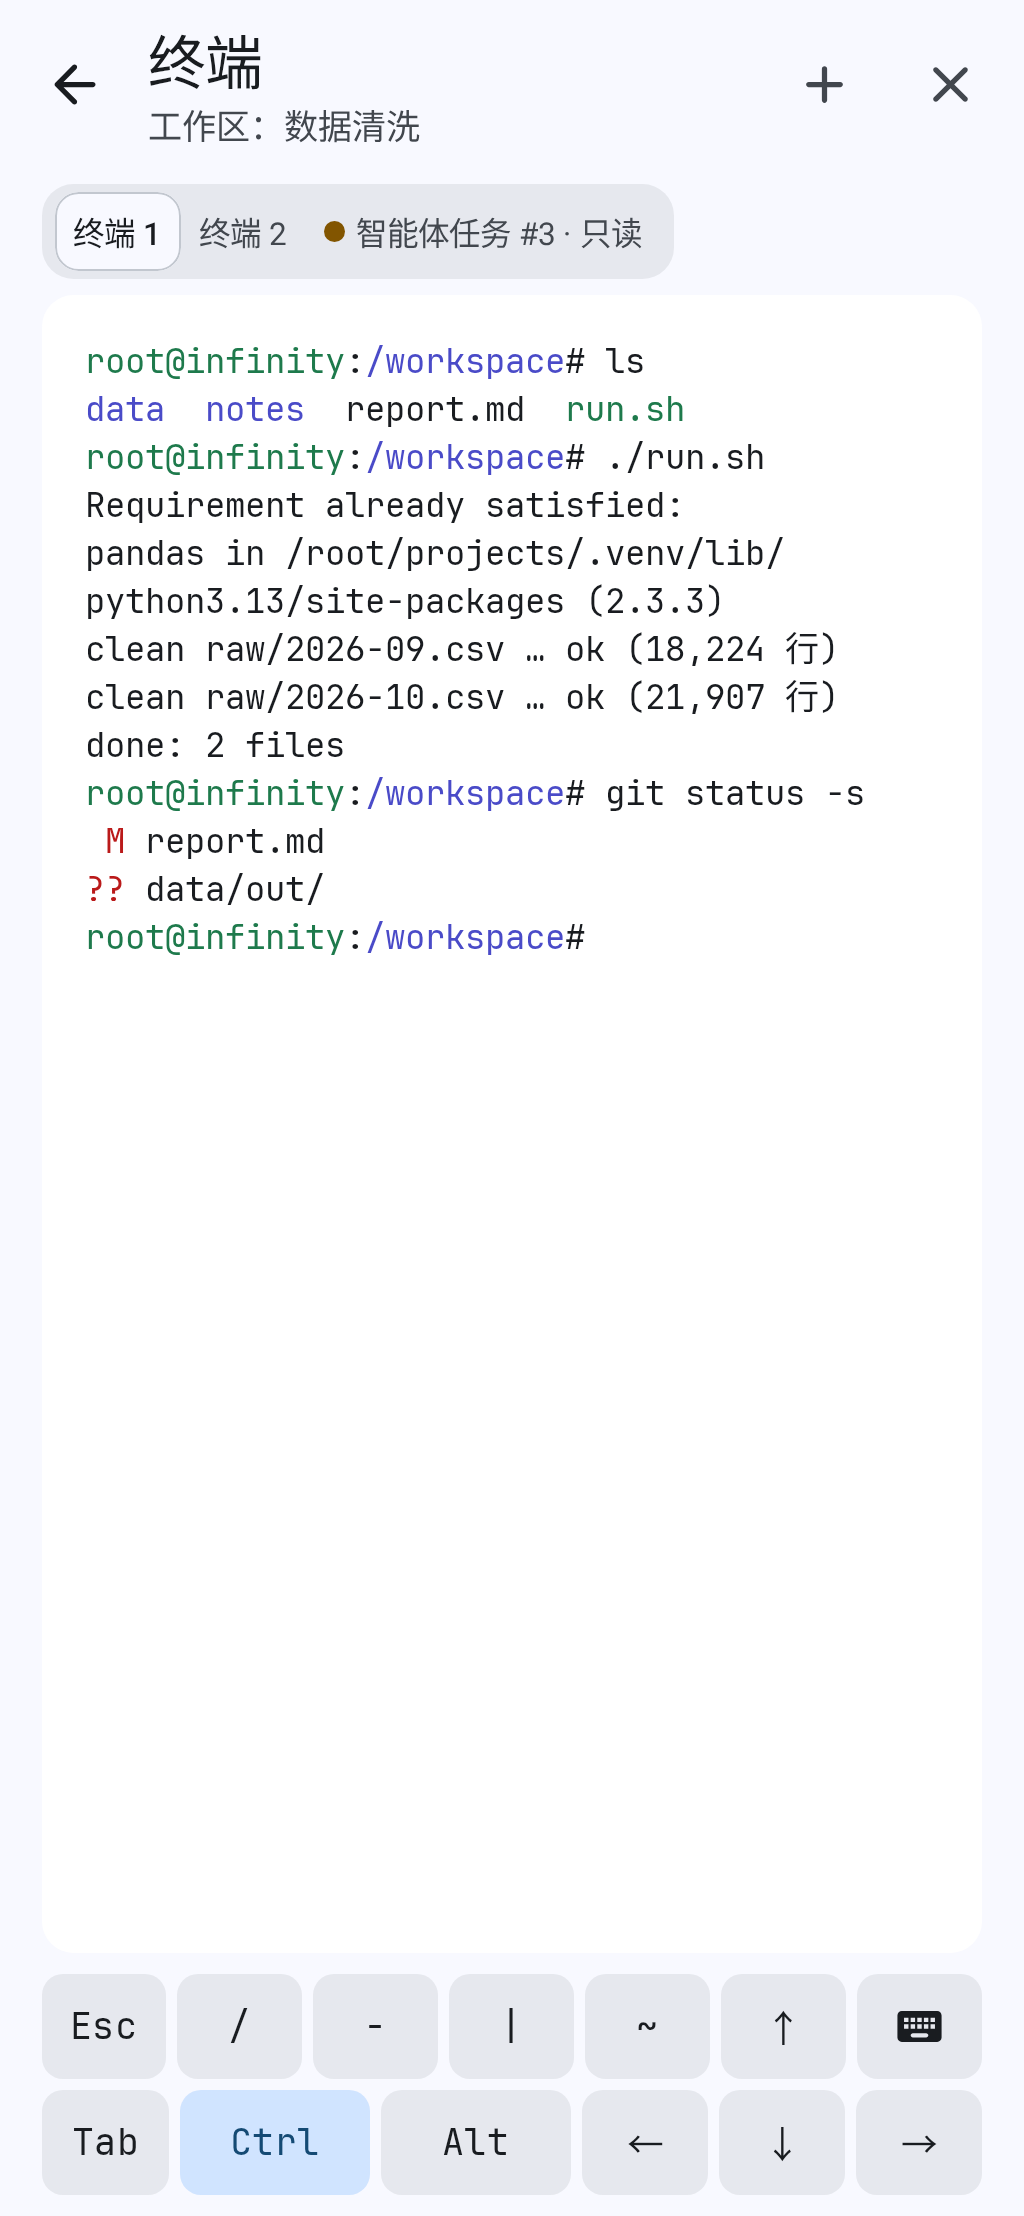 终端
工作区：数据清洗
终端 1 终端 2 智能体任务 #3 · 只读
root@infinity:/workspace# ls
data  notes  report.md  run.sh
root@infinity:/workspace# ./run.sh
Requirement already satisfied:
pandas in /root/projects/.venv/lib/
python3.13/site-packages (2.3.3)
clean raw/2026-09.csv … ok (18,224 行)
clean raw/2026-10.csv … ok (21,907 行)
done: 2 files
root@infinity:/workspace# git status -s
 M report.md
?? data/out/
root@infinity:/workspace#
Esc / - | ~ ↑
Tab Ctrl Alt ← ↓ →